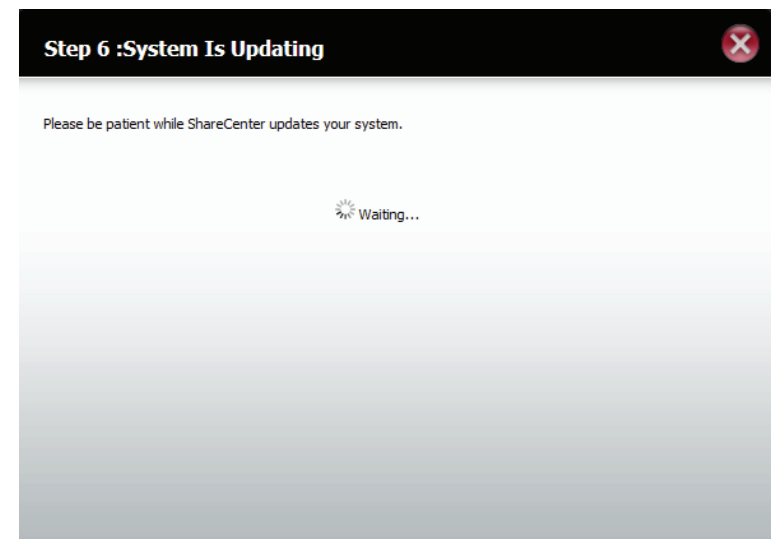 Step 6 :System Is Updating
Please be patient while ShareCenter updates your system.
Waiting...